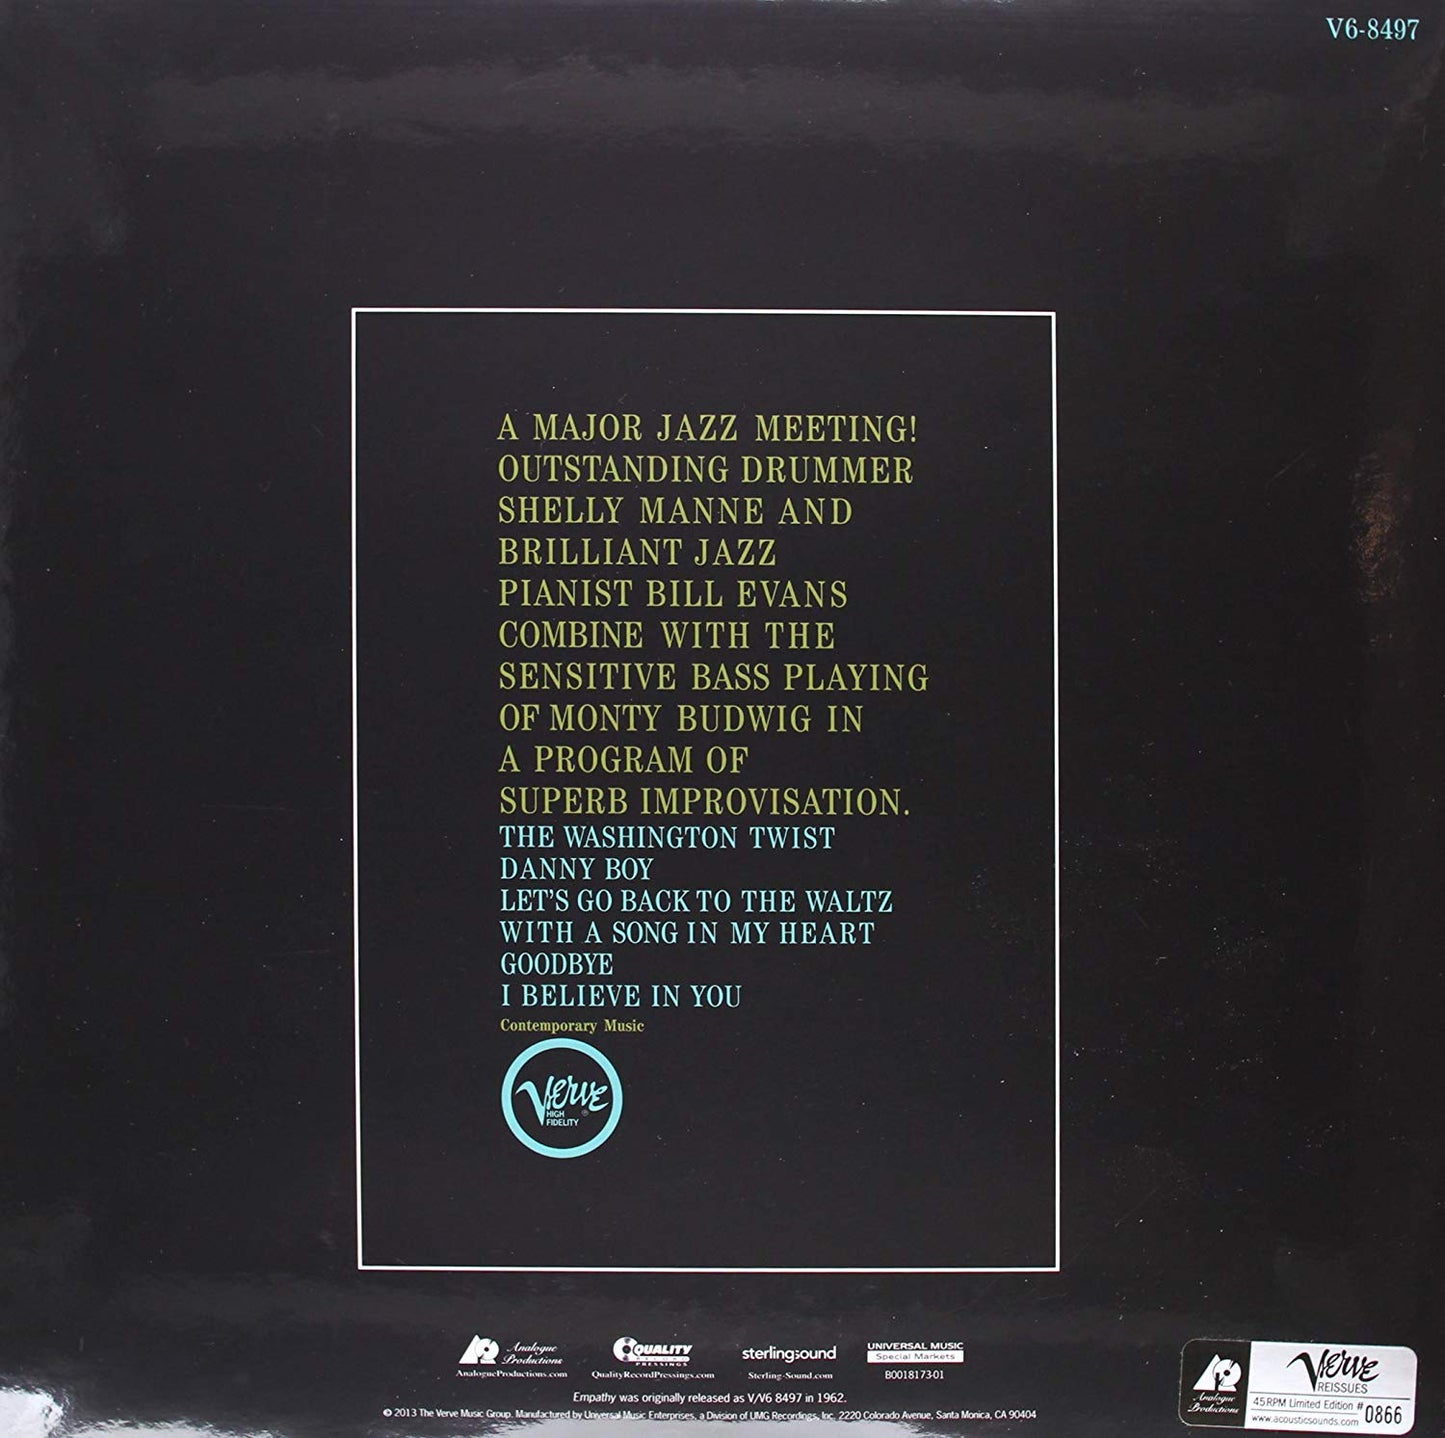 V6-8497
A MAJOR JAZZ MEETING!
OUTSTANDING DRUMMER
SHELLY MANNE AND
BRILLIANT JAZZ
PIANIST BILL EVANS
COMBINE WITH THE
SENSITIVE BASS PLAYING
OF MONTY BUDWIG IN
A PROGRAM OF
SUPERB IMPROVISATION.
THE WASHINGTON TWIST
DANNY BOY
LET'S GO BACK TO THE WALTZ
WITH A SONG IN MY HEART
GOODBYE
I BELIEVE IN YOU
Contemporary Music
Verve
HIGH ®
FIDELITY
Analogue
Productions
AnalogueProductions.com
QUALITY
RECORD
PRESSINGS
QualityRecordPressings.com
sterlingsound
Sterling-Sound.com
UNIVERSAL MUSIC
Special Markets
B0018173-01
Empathy was originally released as V/V6 8497 in 1962.
℗ 2013 The Verve Music Group. Manufactured by Universal Music Enterprises, a Division of UMG Recordings, Inc. 2220 Colorado Avenue, Santa Monica, CA 90404
Analogue
Productions
Verve
REISSUES
45RPM Limited Edition #
www.acousticsounds.com
0866